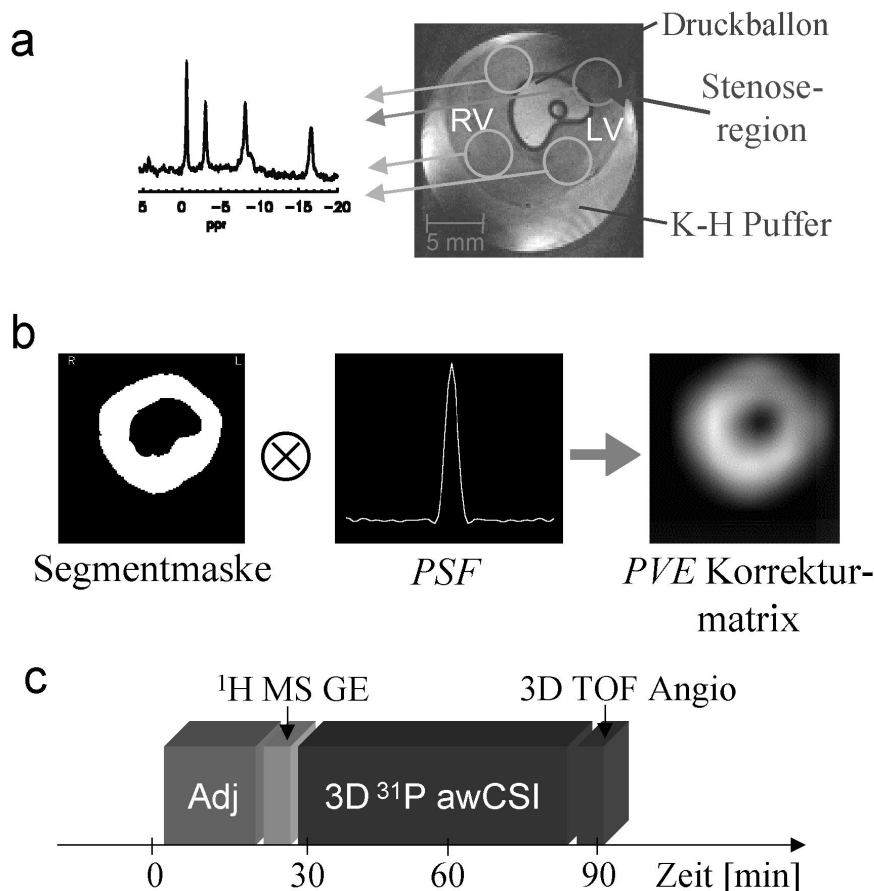 a
Druckballon
Stenose-
region
RV
LV
K-H Puffer
5 mm
5 0 -5 -10 -15 -20
ppr
b
R L
Segmentmaske
PSF
PVE Korrektur-
matrix
c
¹H MS GE
3D TOF Angio
Adj
3D ³¹P awCSI
0 30 60 90 Zeit [min]